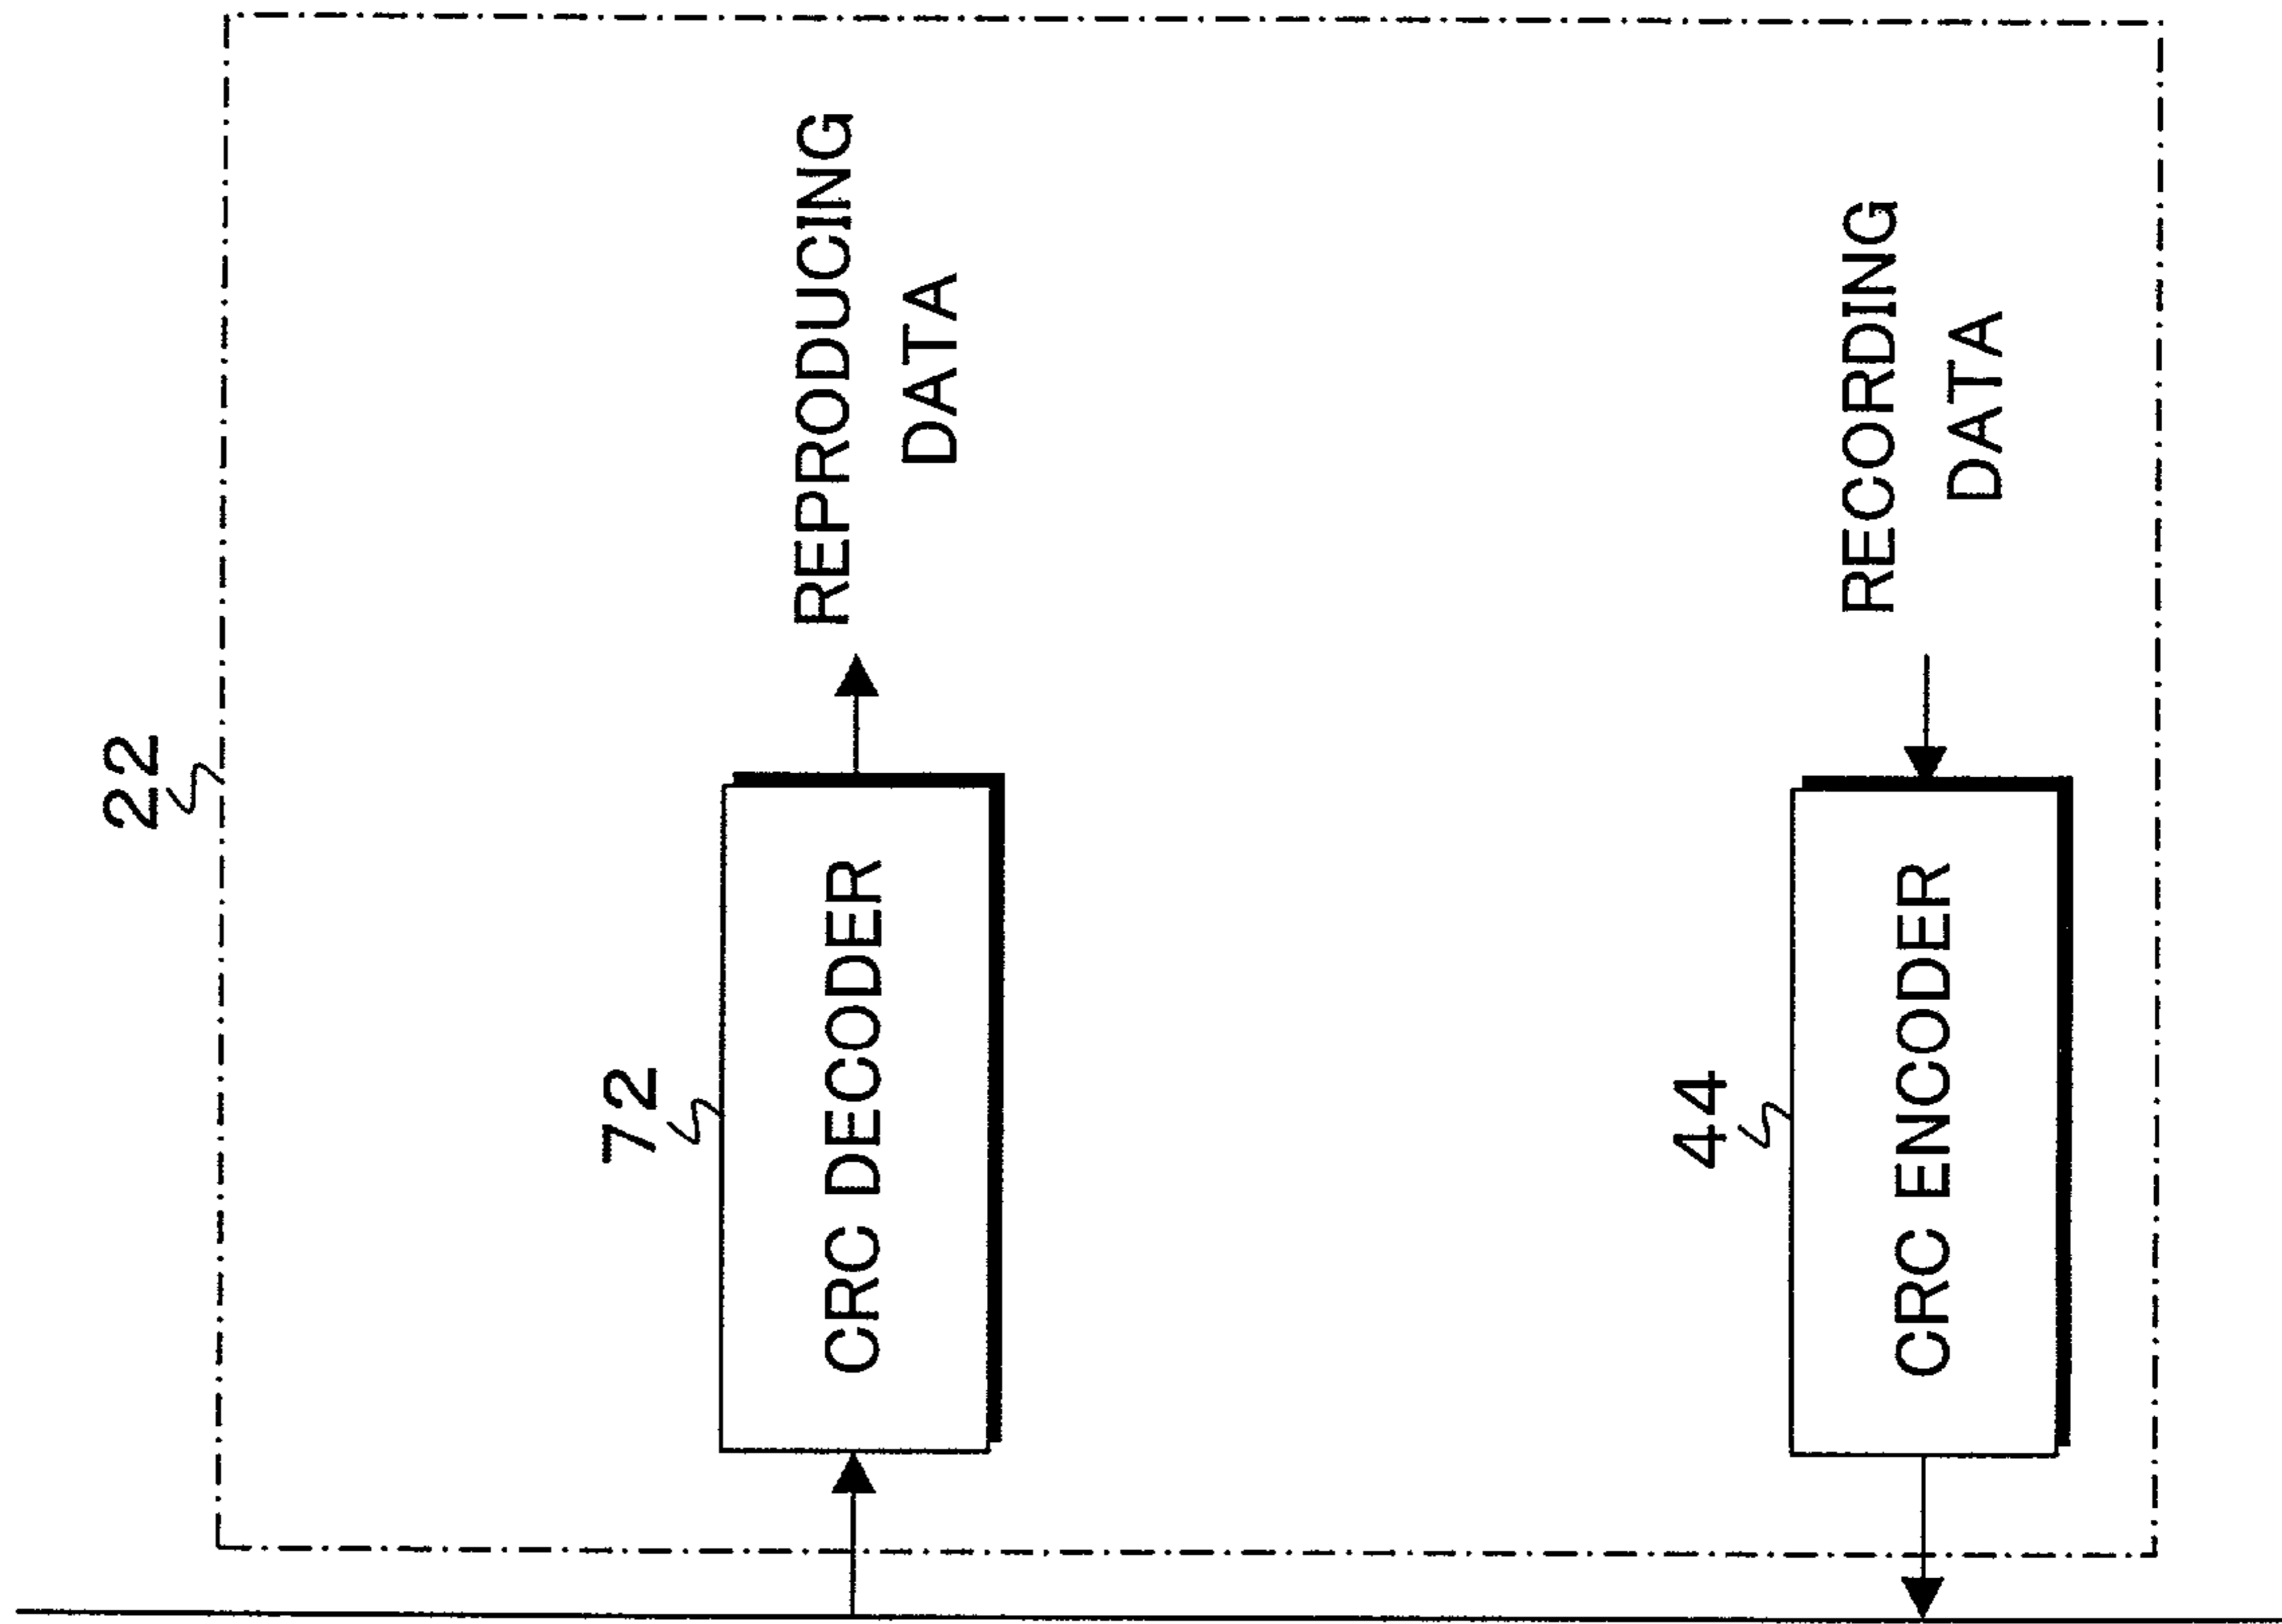 22
72
CRC DECODER
REPRODUCING
DATA
44
CRC ENCODER
RECORDING
DATA